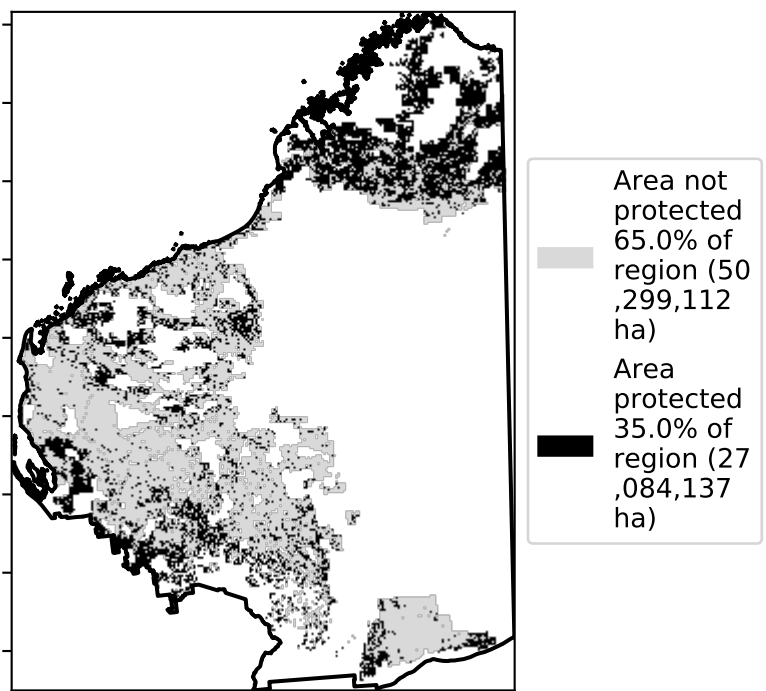 Area not
protected
65.0% of
region (50
,299,112
ha)
Area
protected
35.0% of
region (27
,084,137
ha)